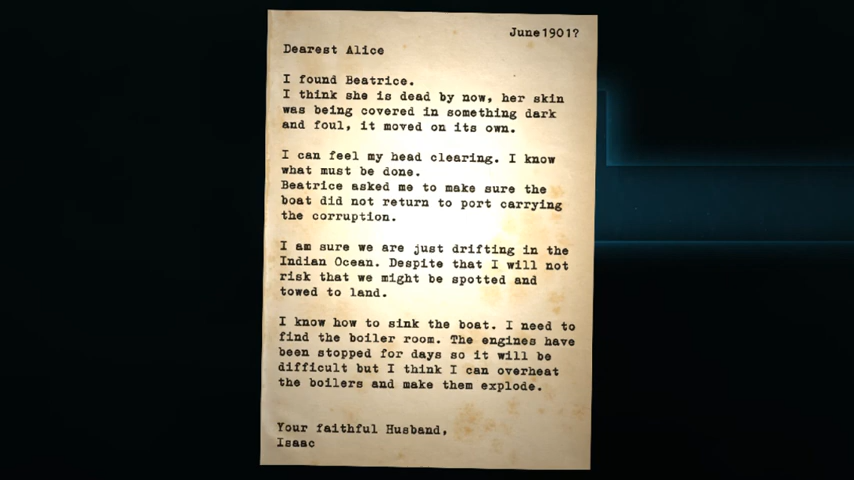 June1901?
Dearest Alice
I found Beatrice.
I think she is dead by now, her skin
was being covered in something dark
and foul, it moved on its own.
I can feel my head clearing. I know
what must be done.
Beatrice asked me to make sure the
boat did not return to port carrying
the corruption.
I am sure we are just drifting in the
Indian Ocean. Despite that I will not
risk that we might be spotted and
towed to land.
I know how to sink the boat. I need to
find the boiler room. The engines have
been stopped for days so it will be
difficult but I think I can overheat
the boilers and make them explode.
Your faithful Husband,
Isaac